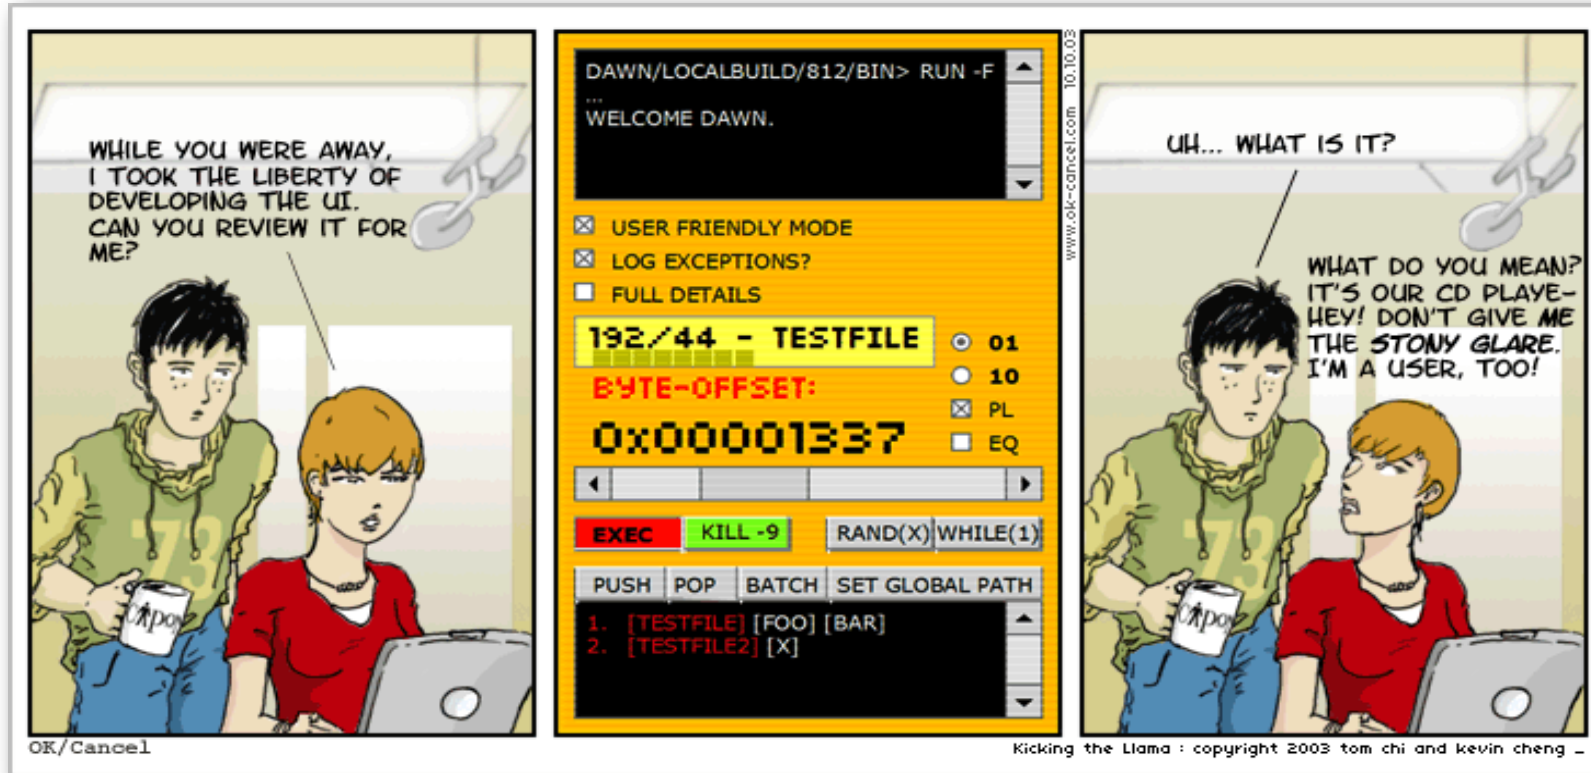 WHILE YOU WERE AWAY,
I TOOK THE LIBERTY OF
DEVELOPING THE UI.
CAN YOU REVIEW IT FOR
ME?
73
OK/Cancel
DAWN/LOCALBUILD/812/BIN> RUN -F
...
WELCOME DAWN.
USER FRIENDLY MODE
LOG EXCEPTIONS?
FULL DETAILS
192/44 - TESTFILE
01
10
BYTE-OFFSET:
PL
0x00001337
EQ
EXEC KILL -9 RAND(X) WHILE(1)
PUSH POP BATCH SET GLOBAL PATH
1. [TESTFILE] [FOO] [BAR]
2. [TESTFILE2] [X]
www.ok-cancel.com 10.10.03
UH... WHAT IS IT?
WHAT DO YOU MEAN?
IT'S OUR CD PLAYE-
HEY! DON'T GIVE ME
THE STONY GLARE.
I'M A USER, TOO!
73
Kicking the Llama : copyright 2003 tom chi and kevin cheng _